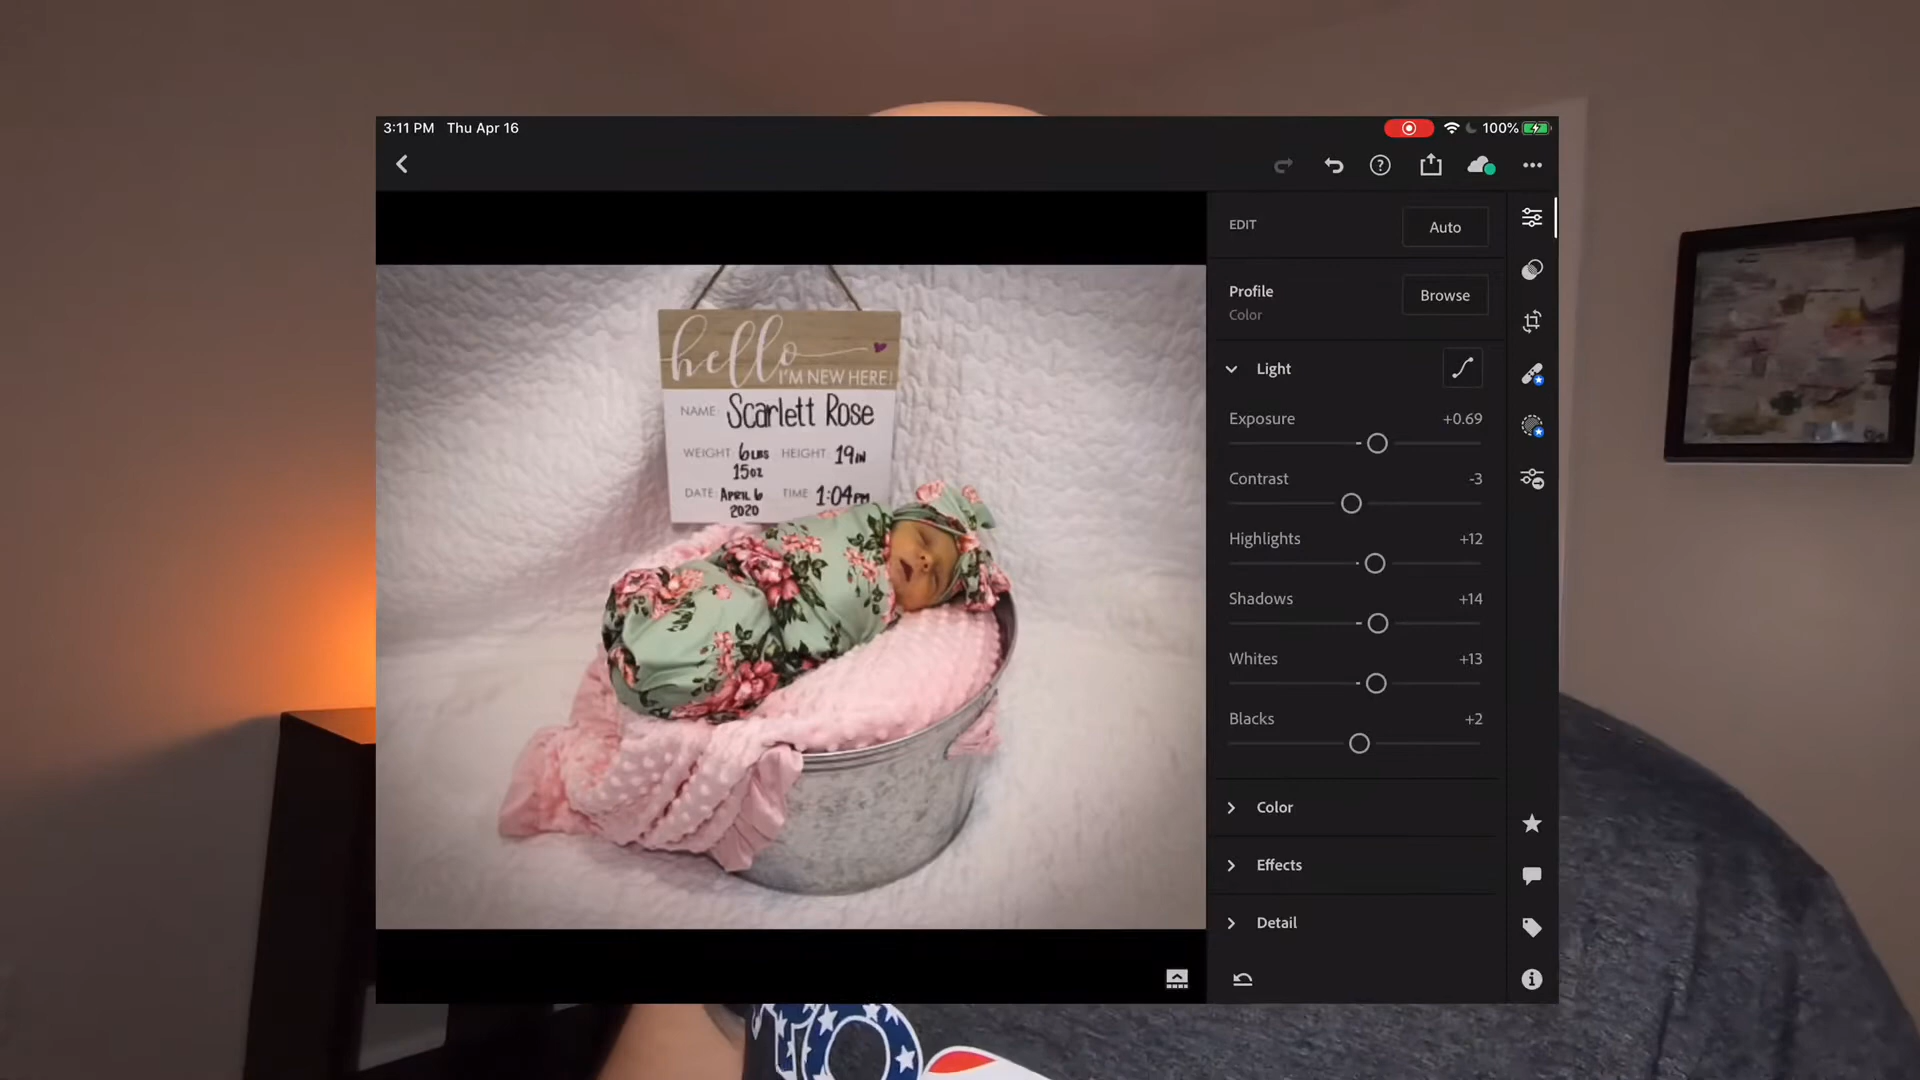 3:11 PM Thu Apr 16
100%
EDIT
Auto
Profile
Browse
Color
Light
Exposure +0.69
Contrast -3
Highlights +12
Shadows +14
Whites +13
Blacks +2
Color
Effects
Detail
hello
I'M NEW HERE!
NAME: Scarlett Rose
WEIGHT: 6LBS HEIGHT: 19IN
15OZ
DATE: APRIL 6 TIME 1:04PM
2020